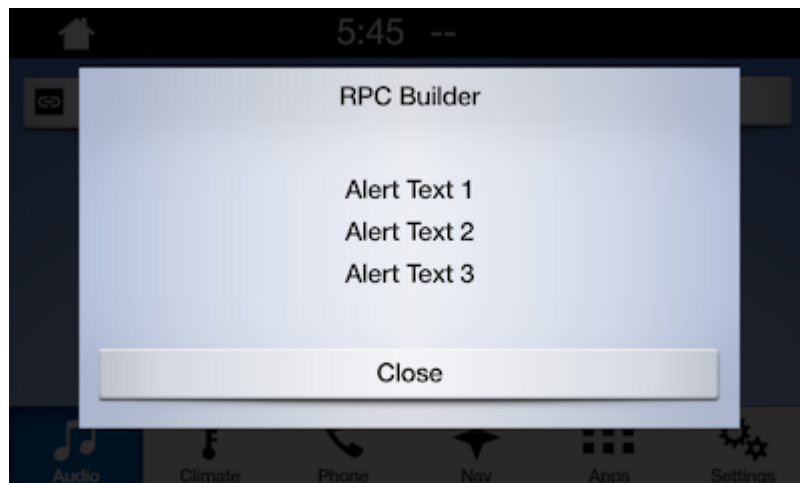 5:45 --
RPC Builder
Alert Text 1
Alert Text 2
Alert Text 3
Close
Audio Climate Phone Nav Apps Settings